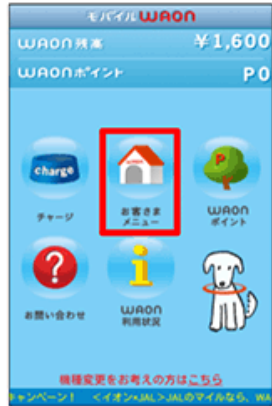 モバイルWAON
WAON残高 ¥1,600
WAONポイント P0
charge
チャージ
お客さま
メニュー
P
WAON
ポイント
?
お問い合わせ
i
WAON
利用状況
機種変更をお考えの方はこちら
キャンペーン! <イオン×JAL>JALのマイルなら、WA